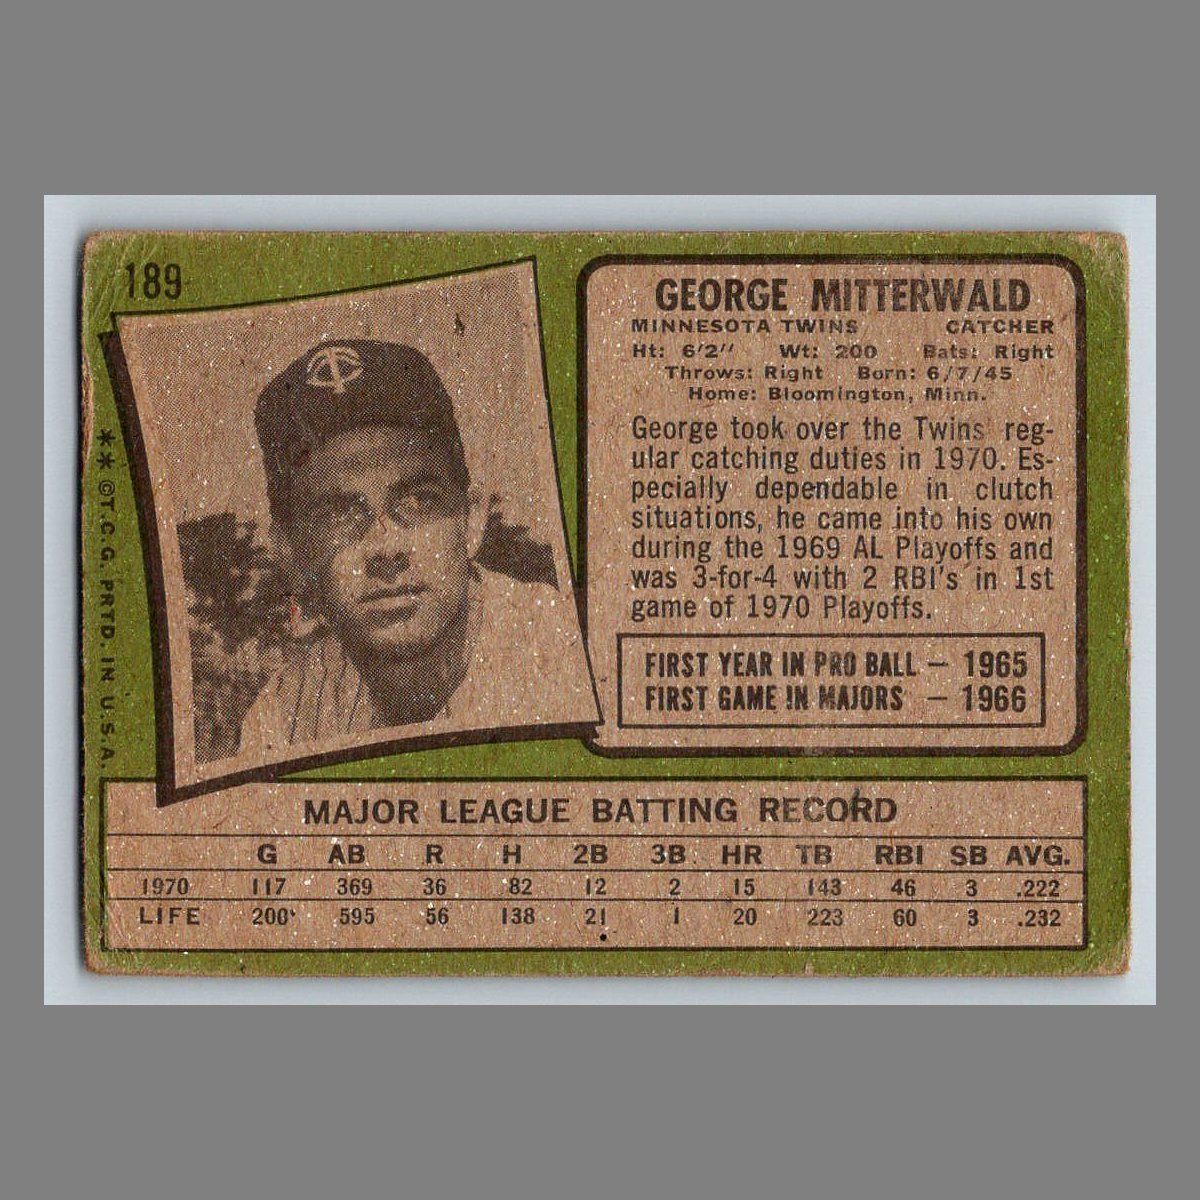 189
GEORGE MITTERWALD
MINNESOTA TWINS CATCHER
Ht: 6'2" Wt: 200 Bats: Right
Throws: Right Born: 6/7/45
Home: Bloomington, Minn.
George took over the Twins' reg-
ular catching duties in 1970. Es-
pecially dependable in clutch
situations, he came into his own
during the 1969 AL Playoffs and
was 3-for-4 with 2 RBI's in 1st
game of 1970 Playoffs.
FIRST YEAR IN PRO BALL — 1965
FIRST GAME IN MAJORS — 1966
TC
** ©T.C.G. PRTD. IN U.S.A.
MAJOR LEAGUE BATTING RECORD
G AB R H 2B 3B HR TB RBI SB AVG.
1970 117 369 36 82 12 2 15 143 46 3 .222
LIFE 200 595 56 138 21 1 20 223 60 3 .232